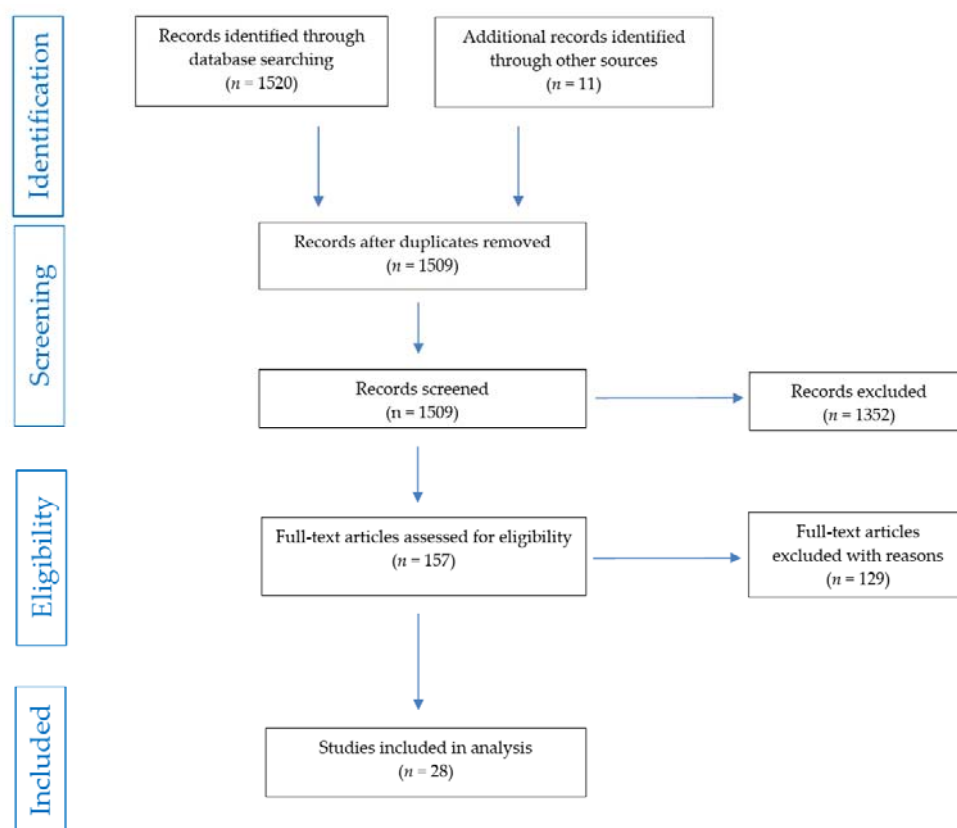 Identification
Records identified through
database searching
(n = 1520)
Additional records identified
through other sources
(n = 11)
Screening
Records after duplicates removed
(n = 1509)
Records screened
(n = 1509)
Records excluded
(n = 1352)
Eligibility
Full-text articles assessed for eligibility
(n = 157)
Full-text articles
excluded with reasons
(n = 129)
Included
Studies included in analysis
(n = 28)